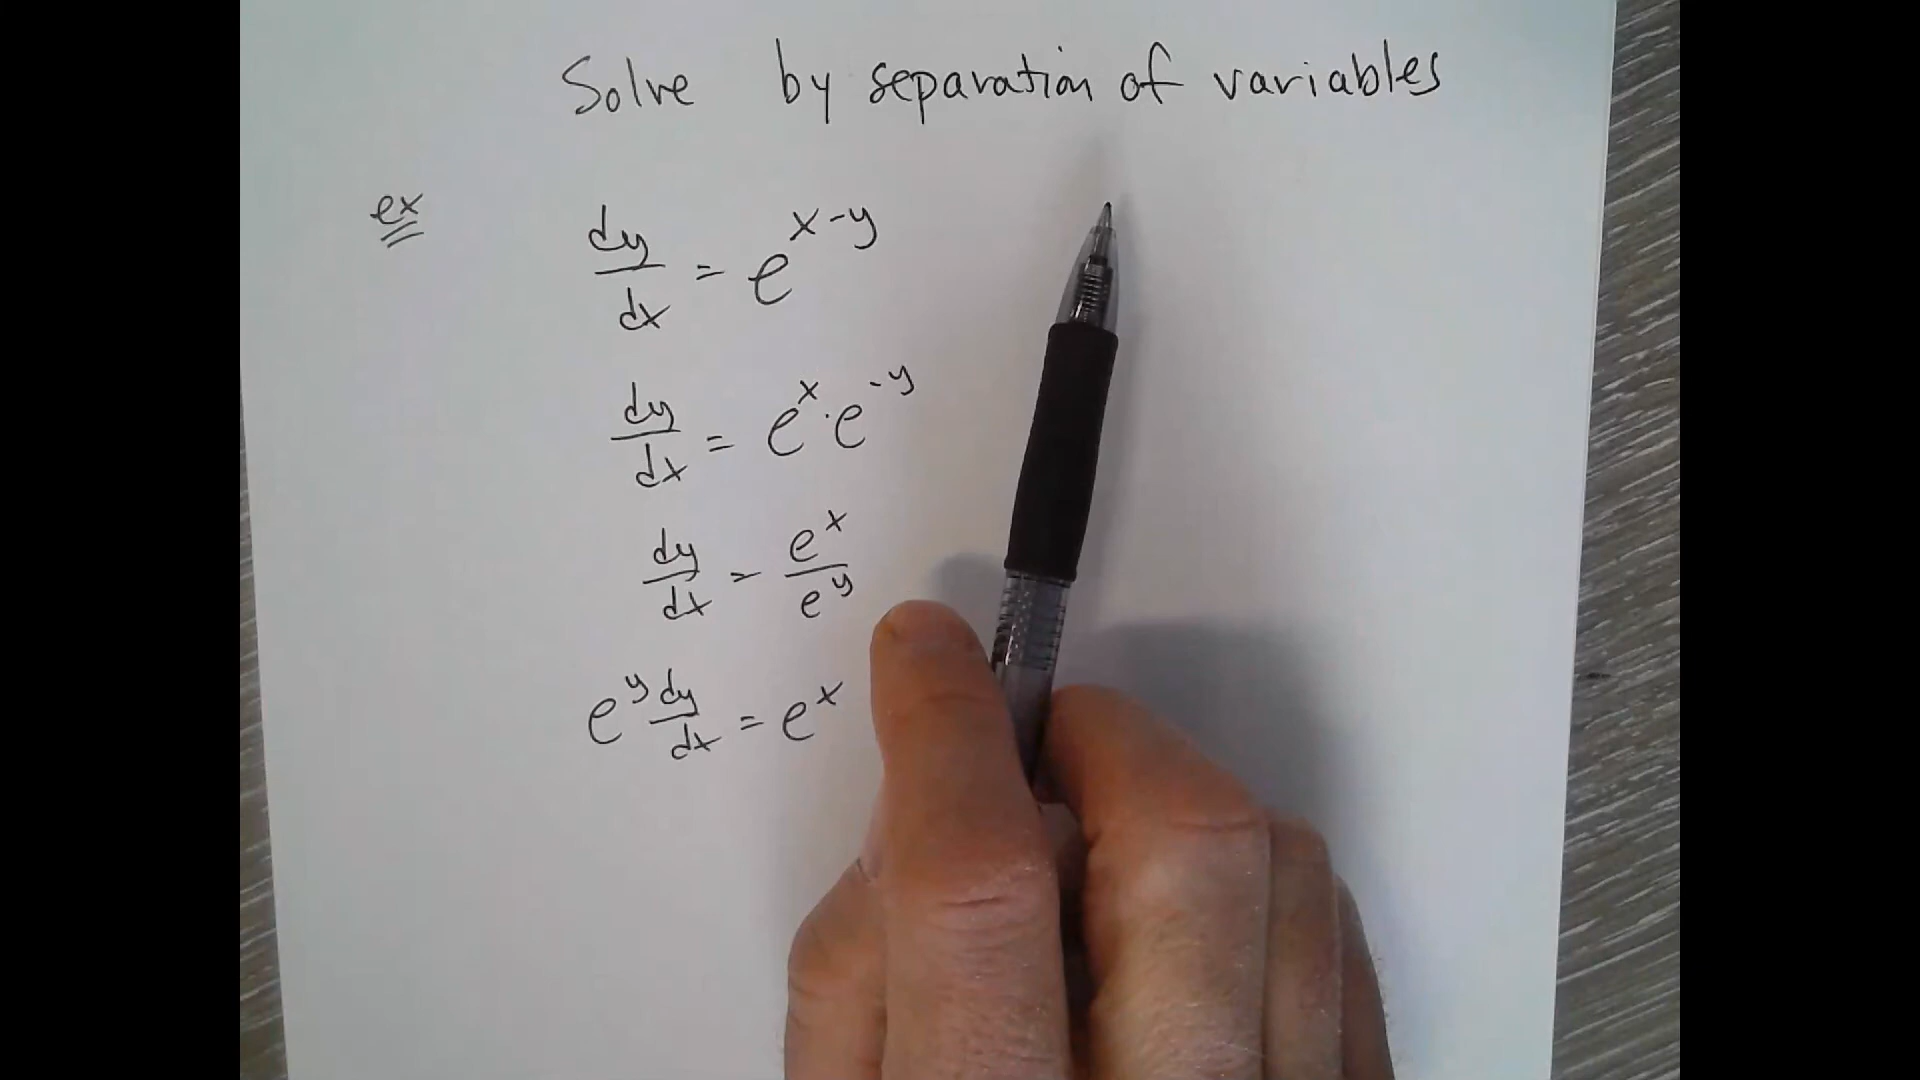 Solve by separation of variables
ex
dy/dx = e^{x-y}
dy/dx = e^x · e^{-y}
dy/dx = e^x/e^y
e^y dy/dx = e^x